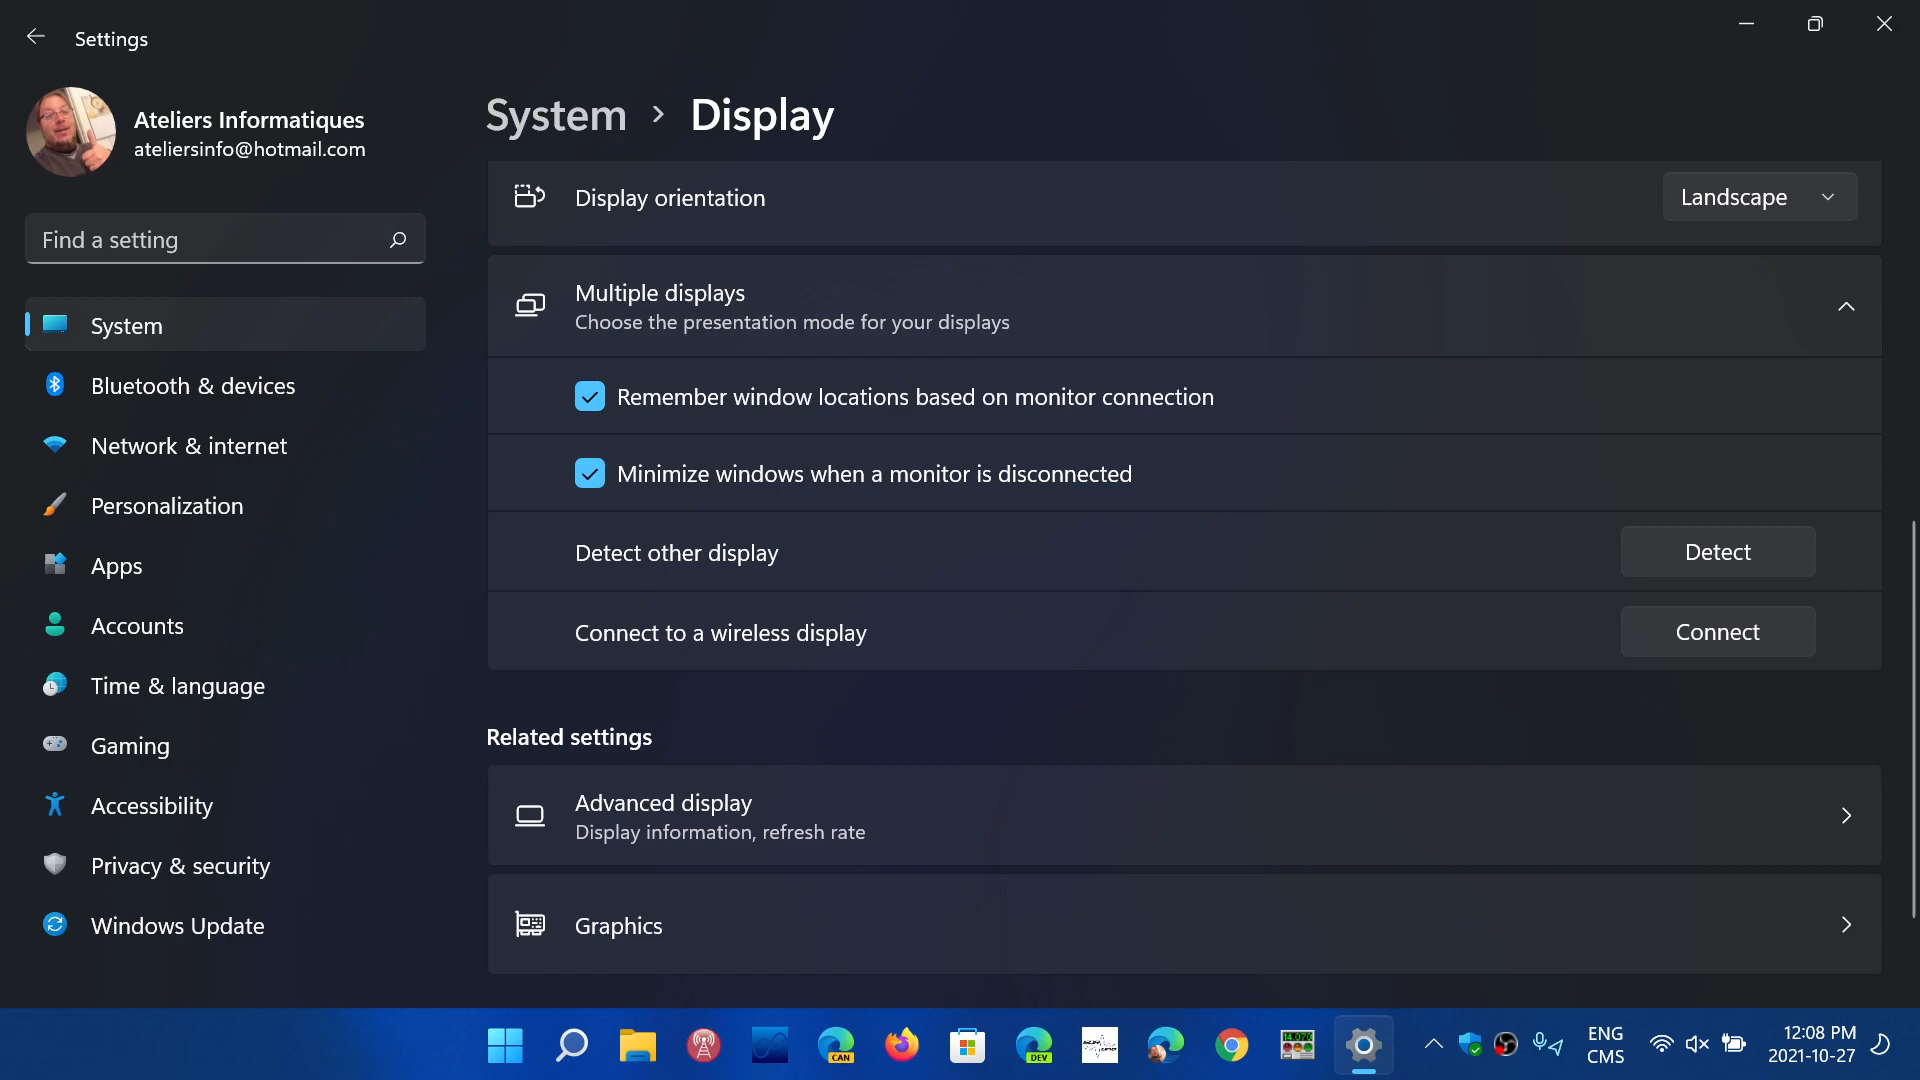 Settings
Ateliers Informatiques
ateliersinfo@hotmail.com
Find a setting
System
Bluetooth & devices
Network & internet
Personalization
Apps
Accounts
Time & language
Gaming
Accessibility
Privacy & security
Windows Update
System > Display
Display orientation
Landscape
Multiple displays
Choose the presentation mode for your displays
Remember window locations based on monitor connection
Minimize windows when a monitor is disconnected
Detect other display
Detect
Connect to a wireless display
Connect
Related settings
Advanced display
Display information, refresh rate
Graphics
CAN
DEV
ENG
CMS
12:08 PM
2021-10-27